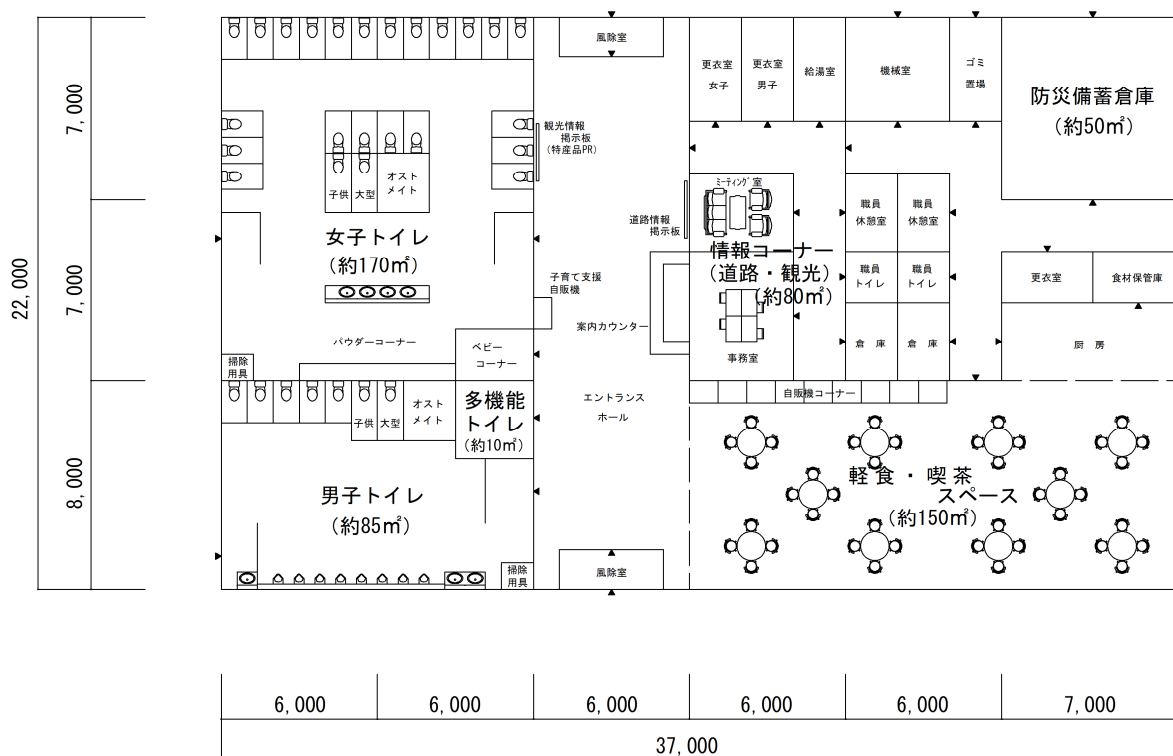 風除室
更衣室
女子
更衣室
男子
給湯室
機械室
ゴミ
置場
防災備蓄倉庫
(約50㎡)
観光情報
掲示板
(特産品PR)
子供
大型
オスト
メイト
女子トイレ
(約170㎡)
パウダーコーナー
ベビー
コーナー
掃除
用具
子育て支援
自販機
道路情報
掲示板
案内カウンター
ミーティング室
情報コーナー
(道路・観光)
(約80㎡)
事務室
職員
休憩室
職員
休憩室
職員
トイレ
職員
トイレ
倉 庫
倉 庫
更衣室
食材保管庫
厨 房
自販機コーナー
エントランス
ホール
子供
大型
オスト
メイト
多機能
トイレ
(約10㎡)
男子トイレ
(約85㎡)
掃除
用具
風除室
軽食・喫茶
スペース
(約150㎡)
7,000
7,000
8,000
22,000
6,000
6,000
6,000
6,000
6,000
7,000
37,000